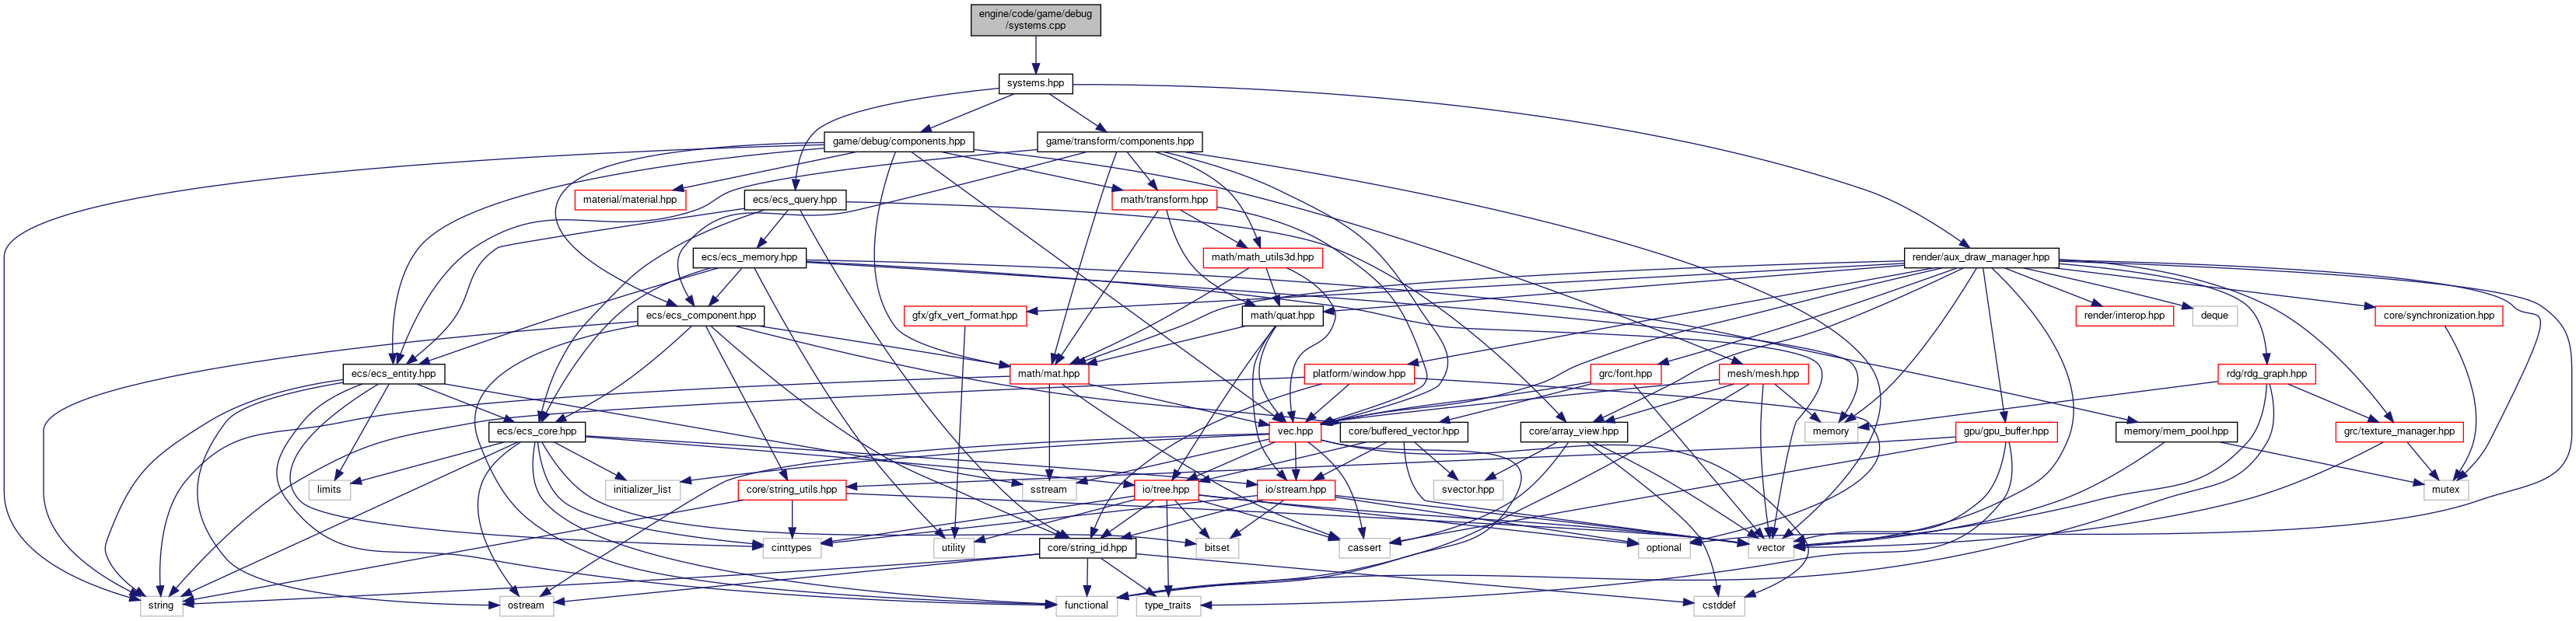 engine/code/game/debug
/systems.cpp
systems.hpp
game/debug/components.hpp
game/transform/components.hpp
material/material.hpp
ecs/ecs_query.hpp
math/transform.hpp
ecs/ecs_memory.hpp
math/math_utils3d.hpp
render/aux_draw_manager.hpp
ecs/ecs_component.hpp
gfx/gfx_vert_format.hpp
math/quat.hpp
render/interop.hpp
deque
core/synchronization.hpp
ecs/ecs_entity.hpp
math/mat.hpp
platform/window.hpp
grc/font.hpp
mesh/mesh.hpp
rdg/rdg_graph.hpp
ecs/ecs_core.hpp
vec.hpp
core/buffered_vector.hpp
core/array_view.hpp
memory
gpu/gpu_buffer.hpp
memory/mem_pool.hpp
grc/texture_manager.hpp
limits
initializer_list
core/string_utils.hpp
sstream
io/tree.hpp
io/stream.hpp
svector.hpp
mutex
cinttypes
utility
core/string_id.hpp
bitset
cassert
optional
vector
string
ostream
functional
type_traits
cstddef